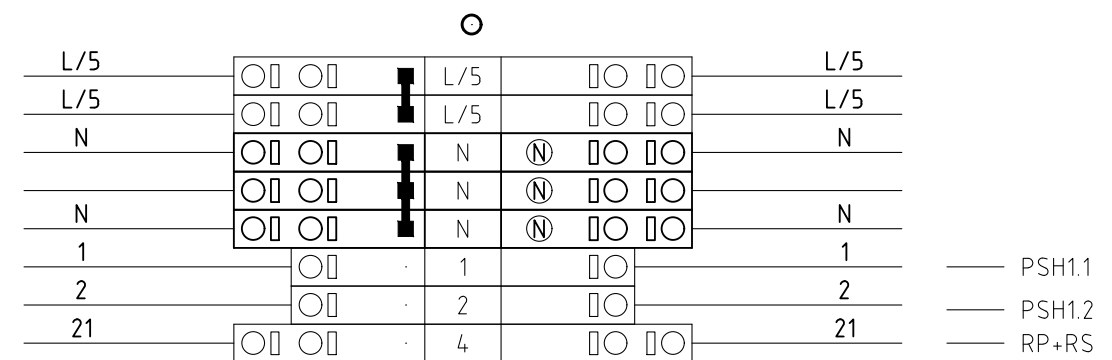 L/5 L/5 L/5
L/5 L/5 L/5
N N N N
N N
N N N N
1 1 1 PSH1.1
2 2 2 PSH1.2
21 4 21 RP+RS